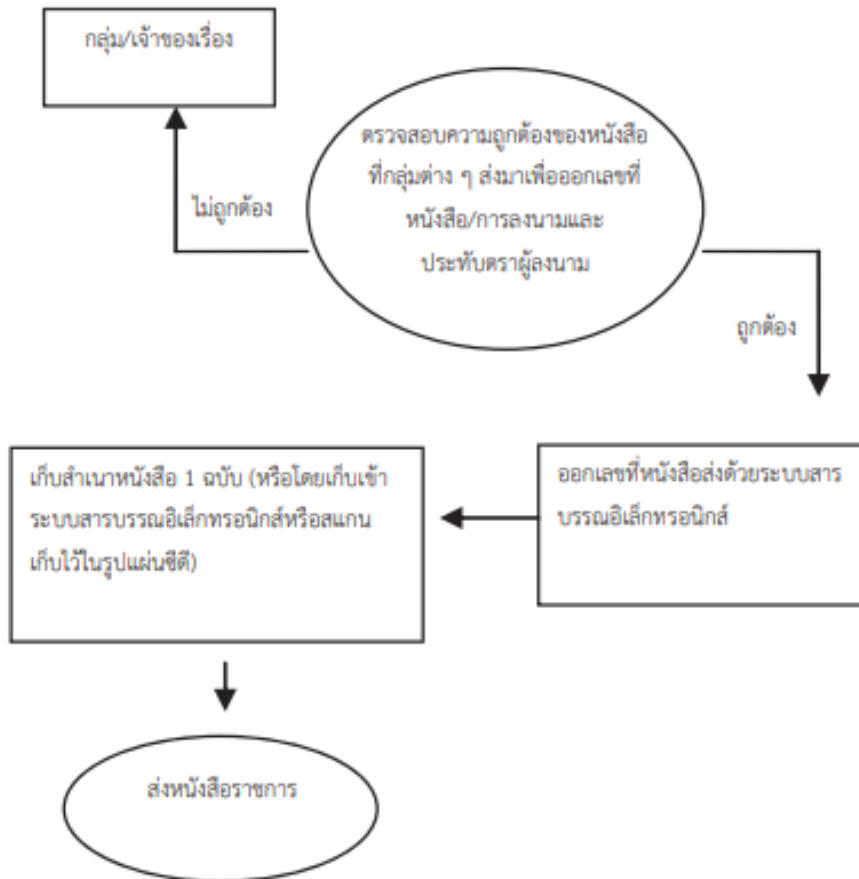 กลุ่ม/เจ้าของเรื่อง
ตรวจสอบความถูกต้องของหนังสือ
ที่กลุ่มต่าง ๆ ส่งมาเพื่อออกเลขที่
หนังสือ/การลงนามและ
ประทับตราผู้ลงนาม
ไม่ถูกต้อง
ถูกต้อง
ออกเลขที่หนังสือส่งด้วยระบบสาร
บรรณอิเล็กทรอนิกส์
เก็บสำเนาหนังสือ 1 ฉบับ (หรือโดยเก็บเข้า
ระบบสารบรรณอิเล็กทรอนิกส์หรือสแกน
เก็บไว้ในรูปแผ่นซีดี)
ส่งหนังสือราชการ